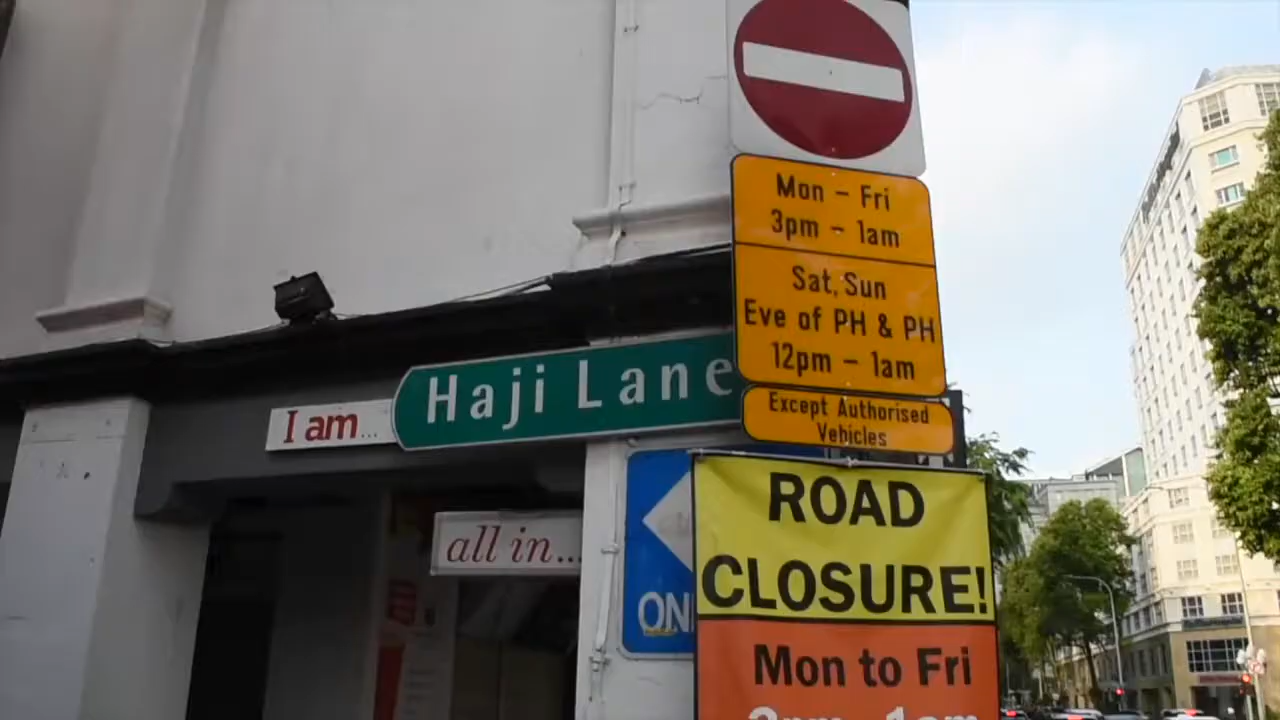 Mon - Fri
3pm - 1am
Sat, Sun
Eve of PH & PH
12pm - 1am
Except Authorised
Vehicles
Haji Lane
I am...
all in...
ROAD
CLOSURE!
Mon to Fri